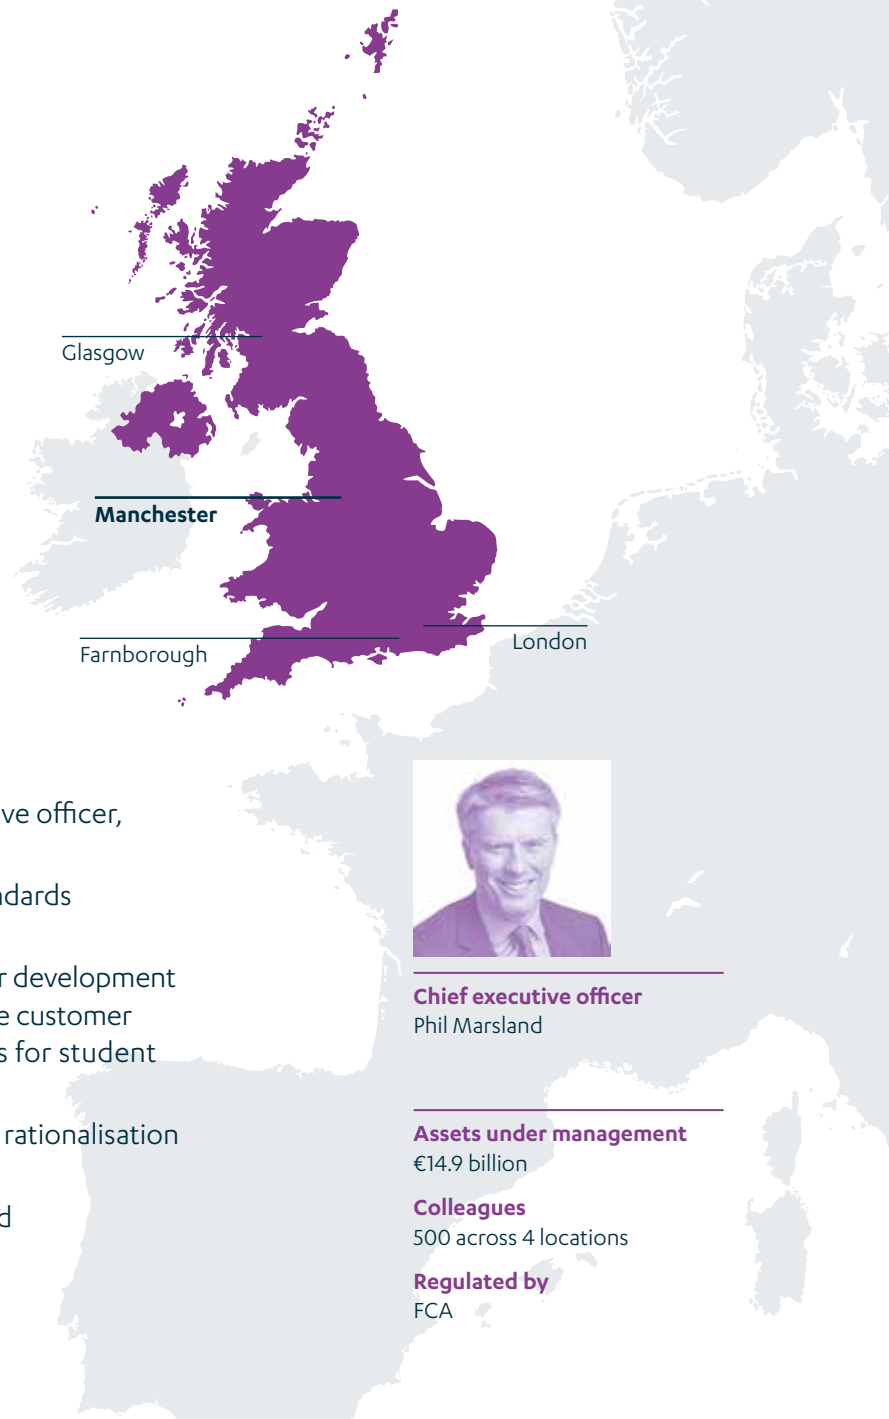 Glasgow
Manchester
Farnborough
London
ve officer,
ndards
r development
e customer
s for student
rationalisation
d
Chief executive officer
Phil Marsland
Assets under management
€14.9 billion
Colleagues
500 across 4 locations
Regulated by
FCA